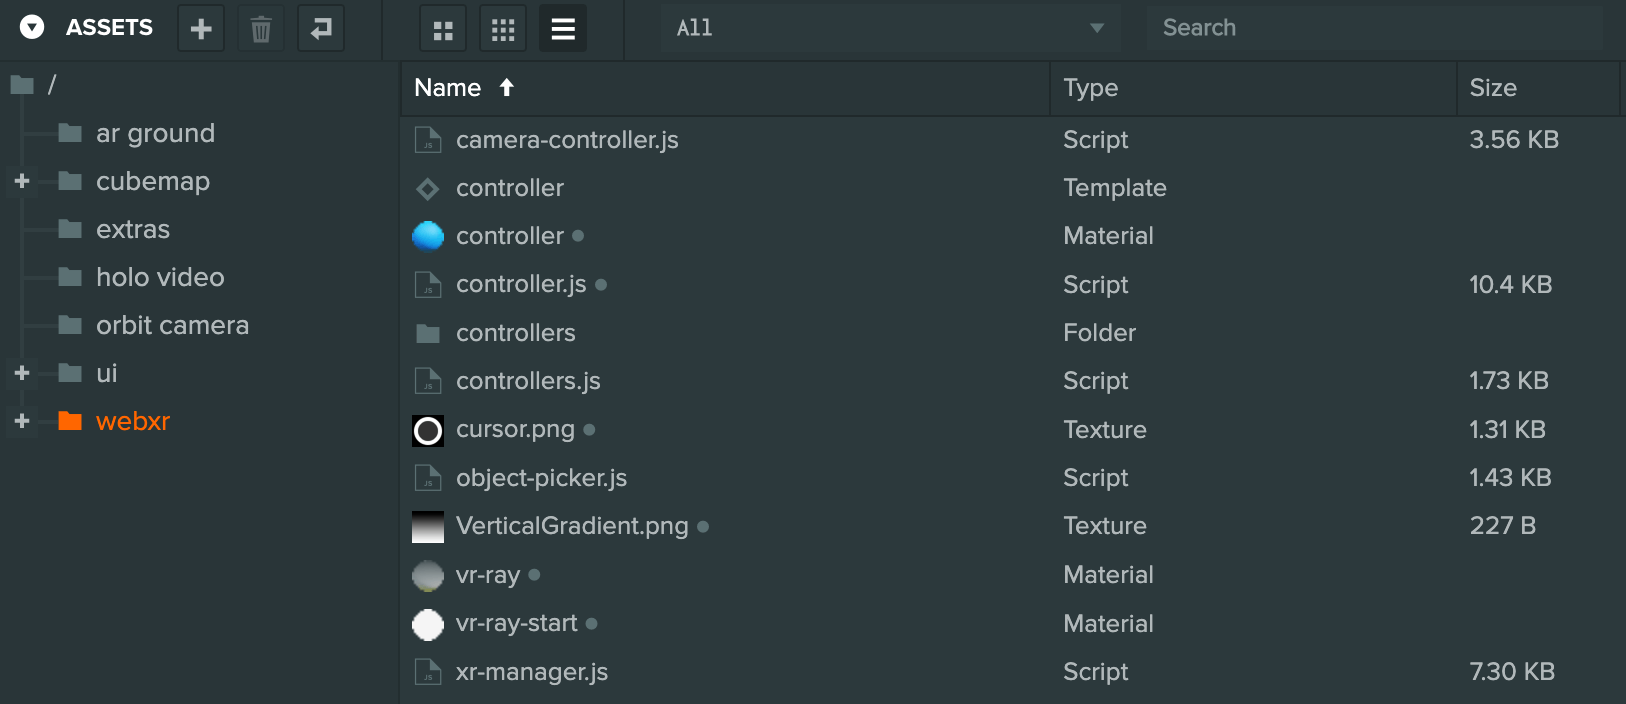 ASSETS All Search
/
ar ground
cubemap
extras
holo video
orbit camera
ui
webxr
Name Type Size
camera-controller.js Script 3.56 KB
controller Template
controller Material
controller.js Script 10.4 KB
controllers Folder
controllers.js Script 1.73 KB
cursor.png Texture 1.31 KB
object-picker.js Script 1.43 KB
VerticalGradient.png Texture 227 B
vr-ray Material
vr-ray-start Material
xr-manager.js Script 7.30 KB